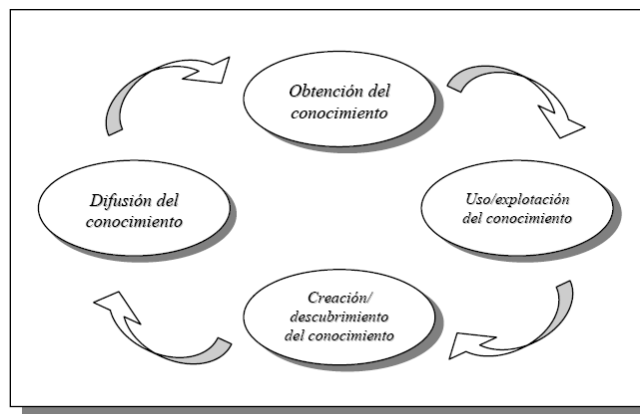 Obtención del
conocimiento
Difusión del
conocimiento
Uso/explotación
del conocimiento
Creación/
descubrimiento
del conocimiento